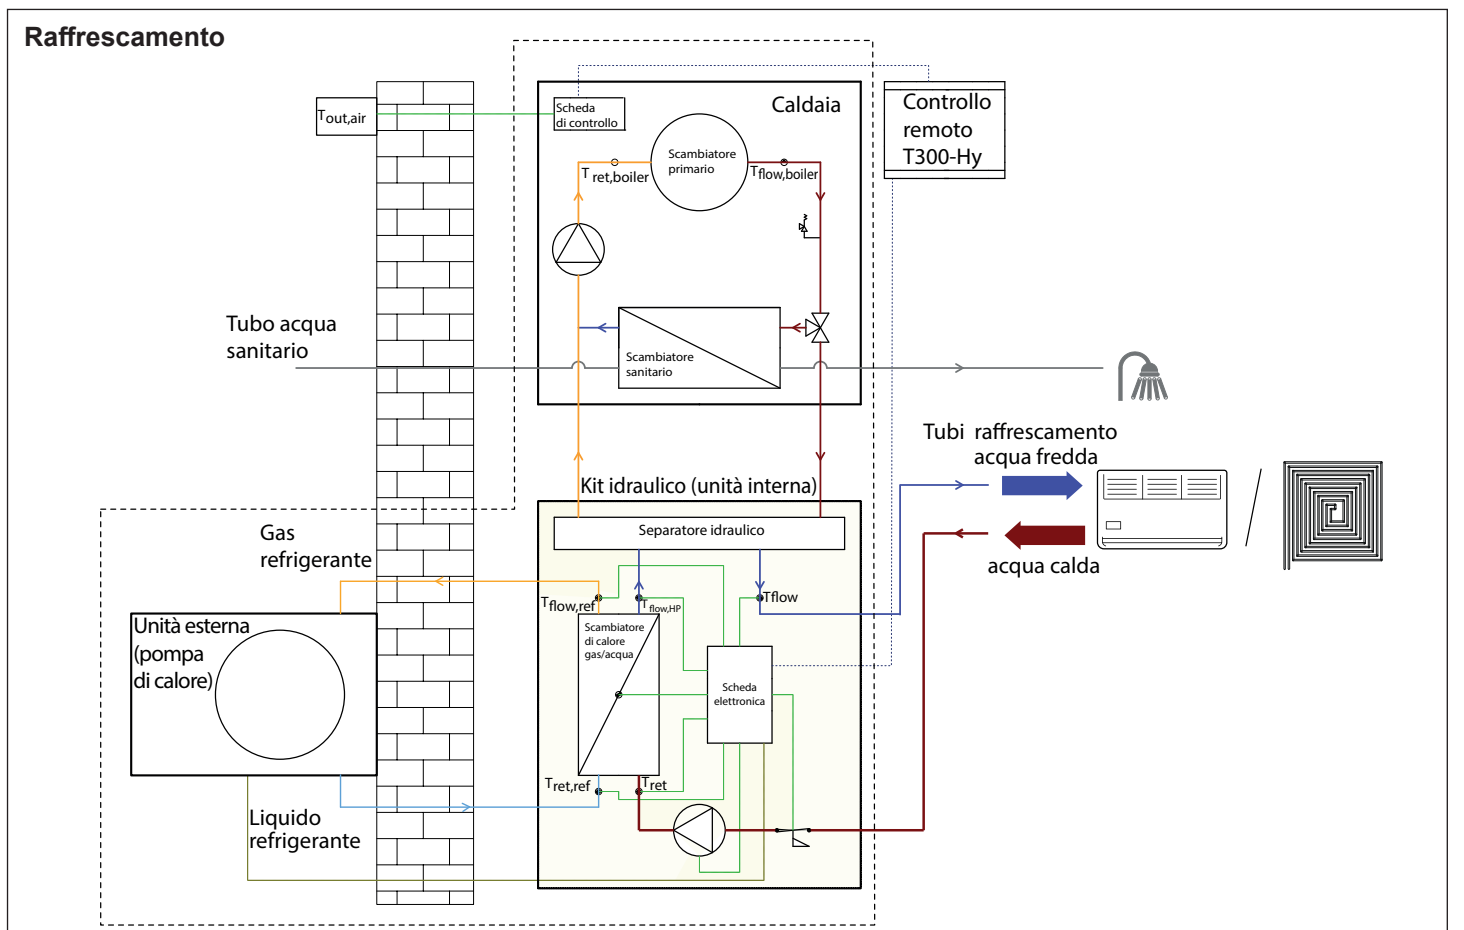 Raffrescamento
Tout,air
Scheda
di controllo
Caldaia
Controllo
remoto
T300-Hy
Scambiatore
primario
Tret,boiler
Tflow,boiler
Tubo acqua
sanitario
Scambiatore
sanitario
Tubi raffrescamento
acqua fredda
Kit idraulico (unità interna)
Separatore idraulico
acqua calda
Gas
refrigerante
Tflow,ref
Tflow,HP
Tflow
Unità esterna
(pompa
di calore)
Scambiatore
di calore
gas/acqua
Scheda
elettronica
Tret,ref
Tret
Liquido
refrigerante